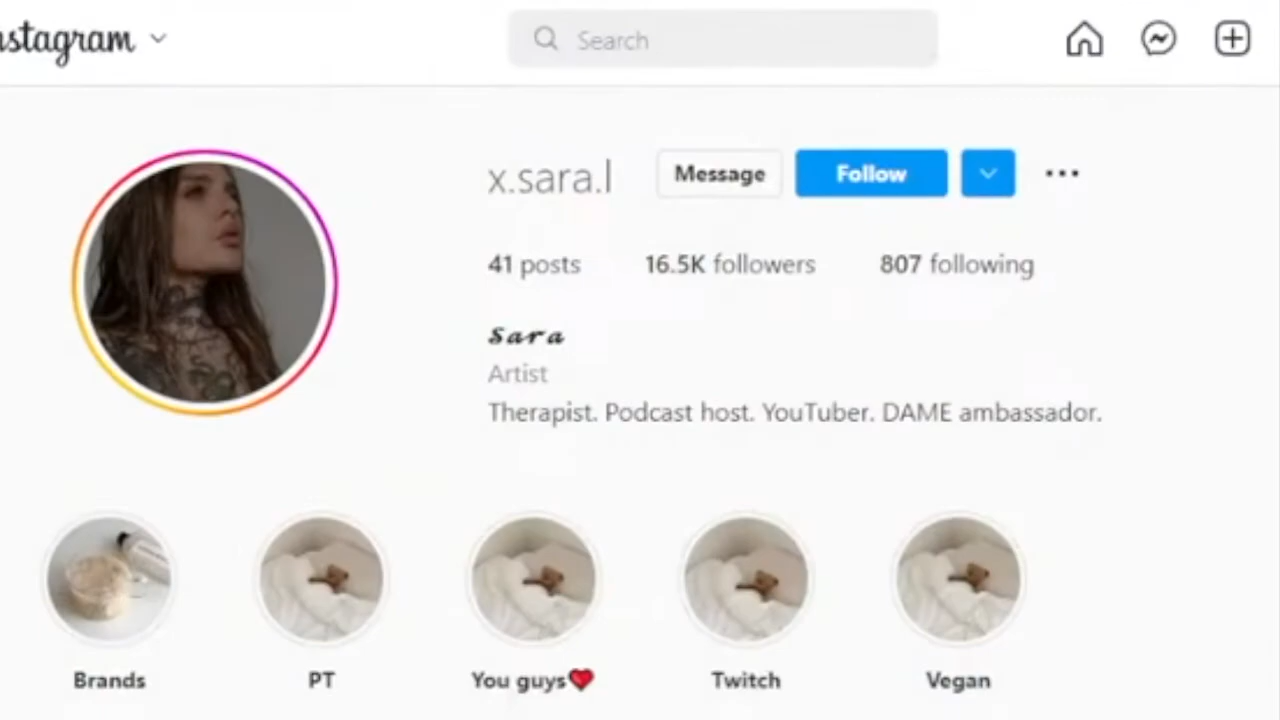 nstagram
Search
x.sara.l Message Follow
41 posts 16.5K followers 807 following
𝓢𝓪𝓻𝓪
Artist
Therapist. Podcast host. YouTuber. DAME ambassador.
Brands PT You guys❤️ Twitch Vegan